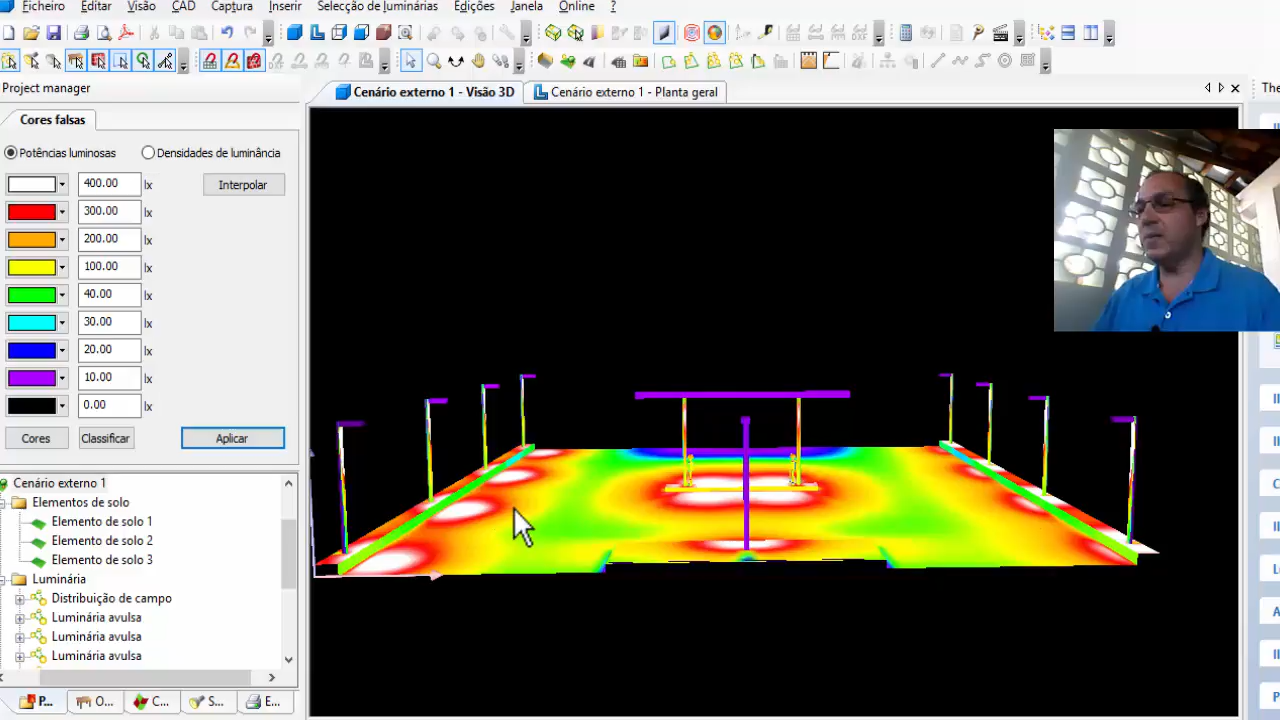 Ficheiro Editar Visão CAD Captura Inserir Selecção de luminárias Edições Janela Online ?
Project manager
Cenário externo 1 - Visão 3D
Cenário externo 1 - Planta geral
The
Cores falsas
Potências luminosas
Densidades de luminância
400.00 lx
Interpolar
300.00 lx
200.00 lx
100.00 lx
40.00 lx
30.00 lx
20.00 lx
10.00 lx
0.00 lx
Cores
Classificar
Aplicar
Cenário externo 1
Elementos de solo
Elemento de solo 1
Elemento de solo 2
Elemento de solo 3
Luminária
Distribuição de campo
Luminária avulsa
Luminária avulsa
Luminária avulsa
P...
O...
C...
S...
E...